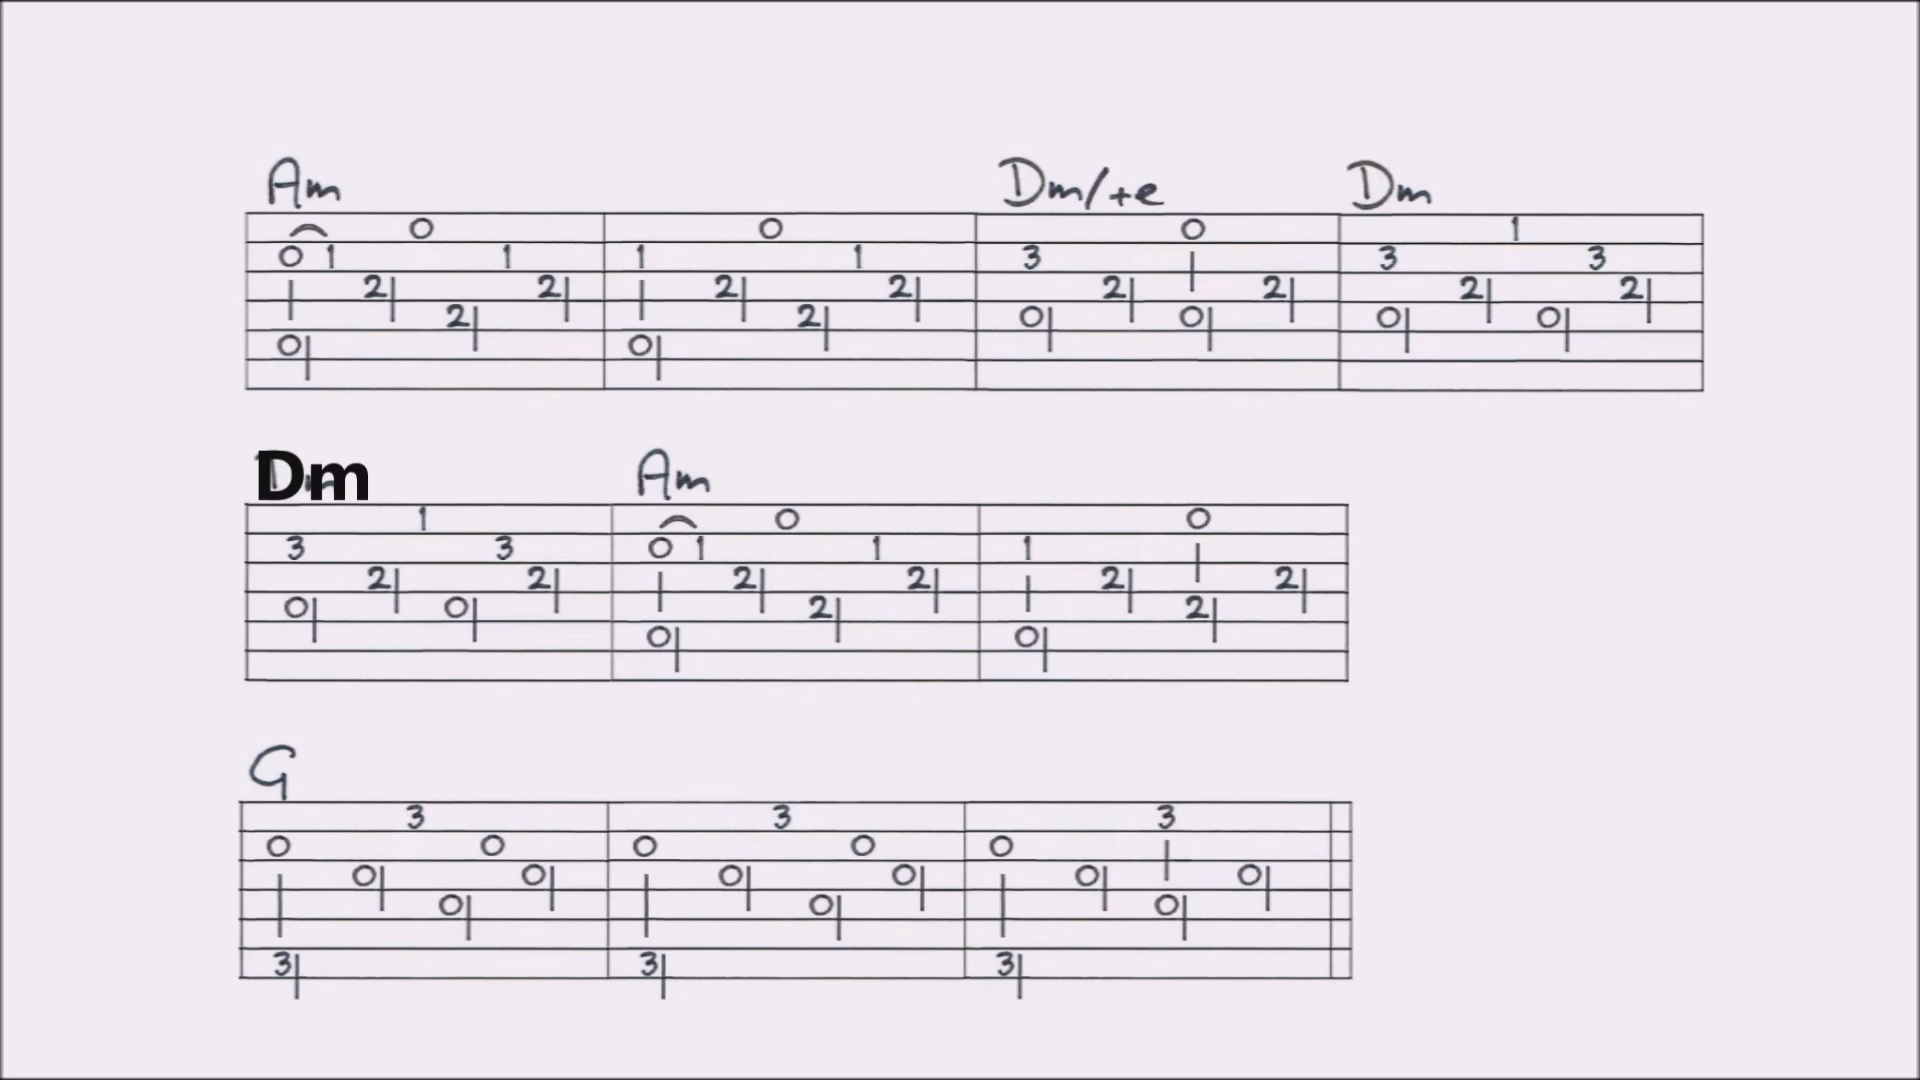 Am Dm/+e Dm
0 0 0 1
0 1 1 1 1 3 3 3
2 2 2 2 2 2 2 2
2 2 0 0 0 0
0 0
Dm Am
1 0 0
3 3 0 1 1 1
2 2 2 2 2 2
0 0 2 2
0 0
G
3 3 3
0 0 0 0 0
0 0 0 0 0 0
0 0 0
3 3 3